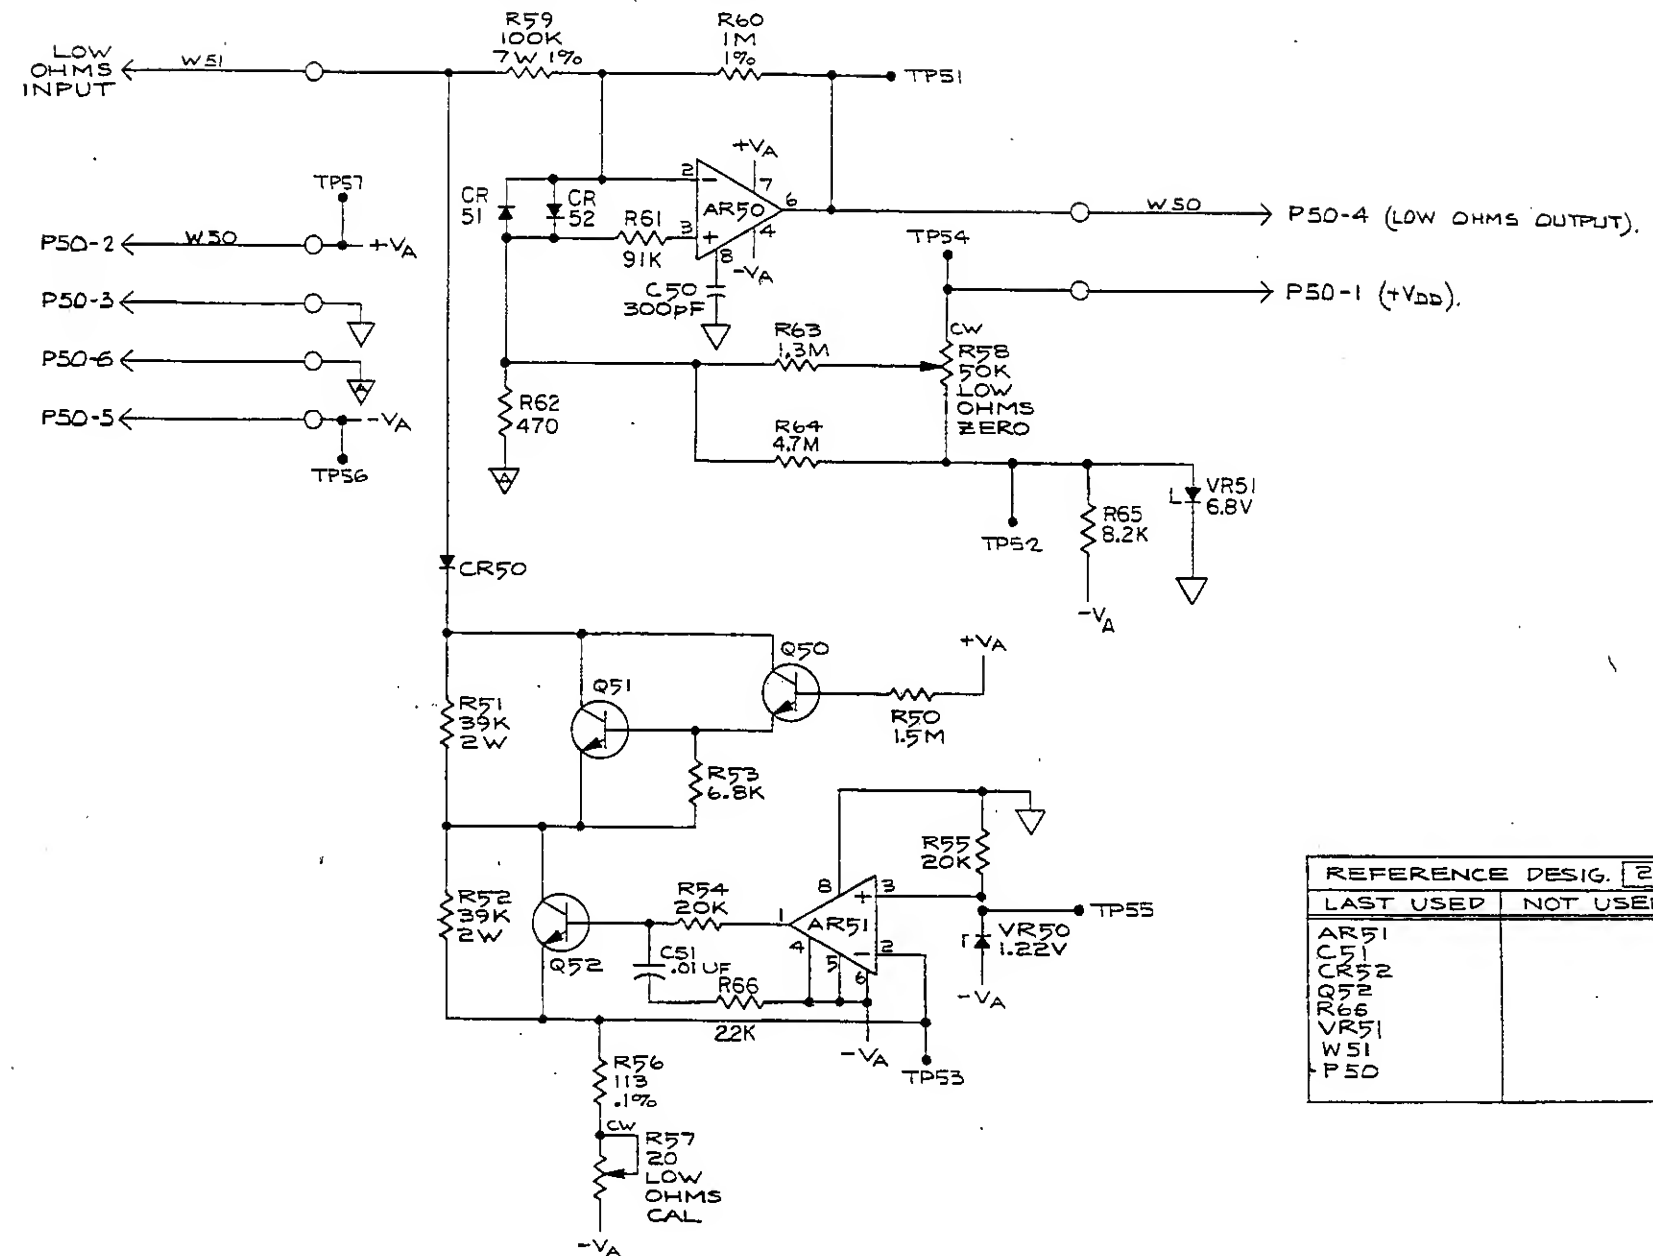 R59
100K
7W 1%
R60
1M
1%
LOW
OHMS
INPUT
W51
TP51
+VA
2
-
7
CR
51
CR
52
AR50
6
R61
91K
3
+
4
8
-VA
C50
300pF
W50
P50-4 (LOW OHMS OUTPUT).
TP57
P50-2
W50
+VA
P50-3
P50-6
A
P50-5
-VA
TP56
TP54
P50-1 (+VDD).
CW
R63
1.3M
R58
50K
LOW
OHMS
ZERO
R62
470
A
R64
4.7M
VR51
6.8V
R65
8.2K
TP52
-VA
CR50
Q50
+VA
Q51
R50
1.5M
R51
39K
2W
R53
6.8K
R55
20K
R52
39K
2W
Q52
R54
20K
1
8
+
3
AR51
4
5
-
2
6
TP55
VR50
1.22V
-VA
C51
.01UF
R66
22K
-VA
TP53
R56
113
.1%
CW
R57
20
LOW
OHMS
CAL
-VA
REFERENCE DESIG. 2
LAST USED NOT USED
AR51
C51
CR52
Q52
R66
VR51
W51
P50